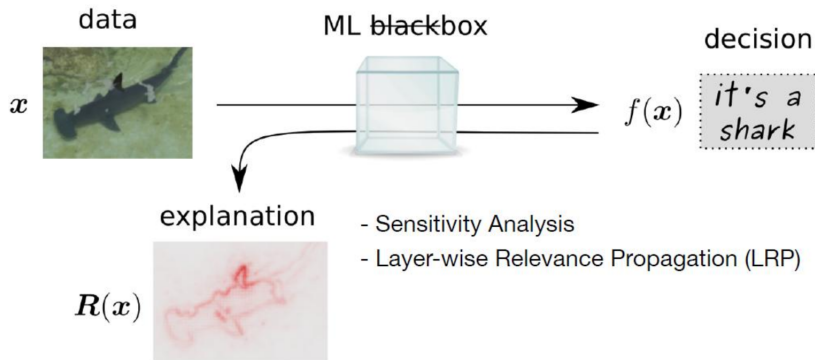 data
ML blackbox
decision
x
f(x)
it's a
shark
explanation
- Sensitivity Analysis
- Layer-wise Relevance Propagation (LRP)
R(x)